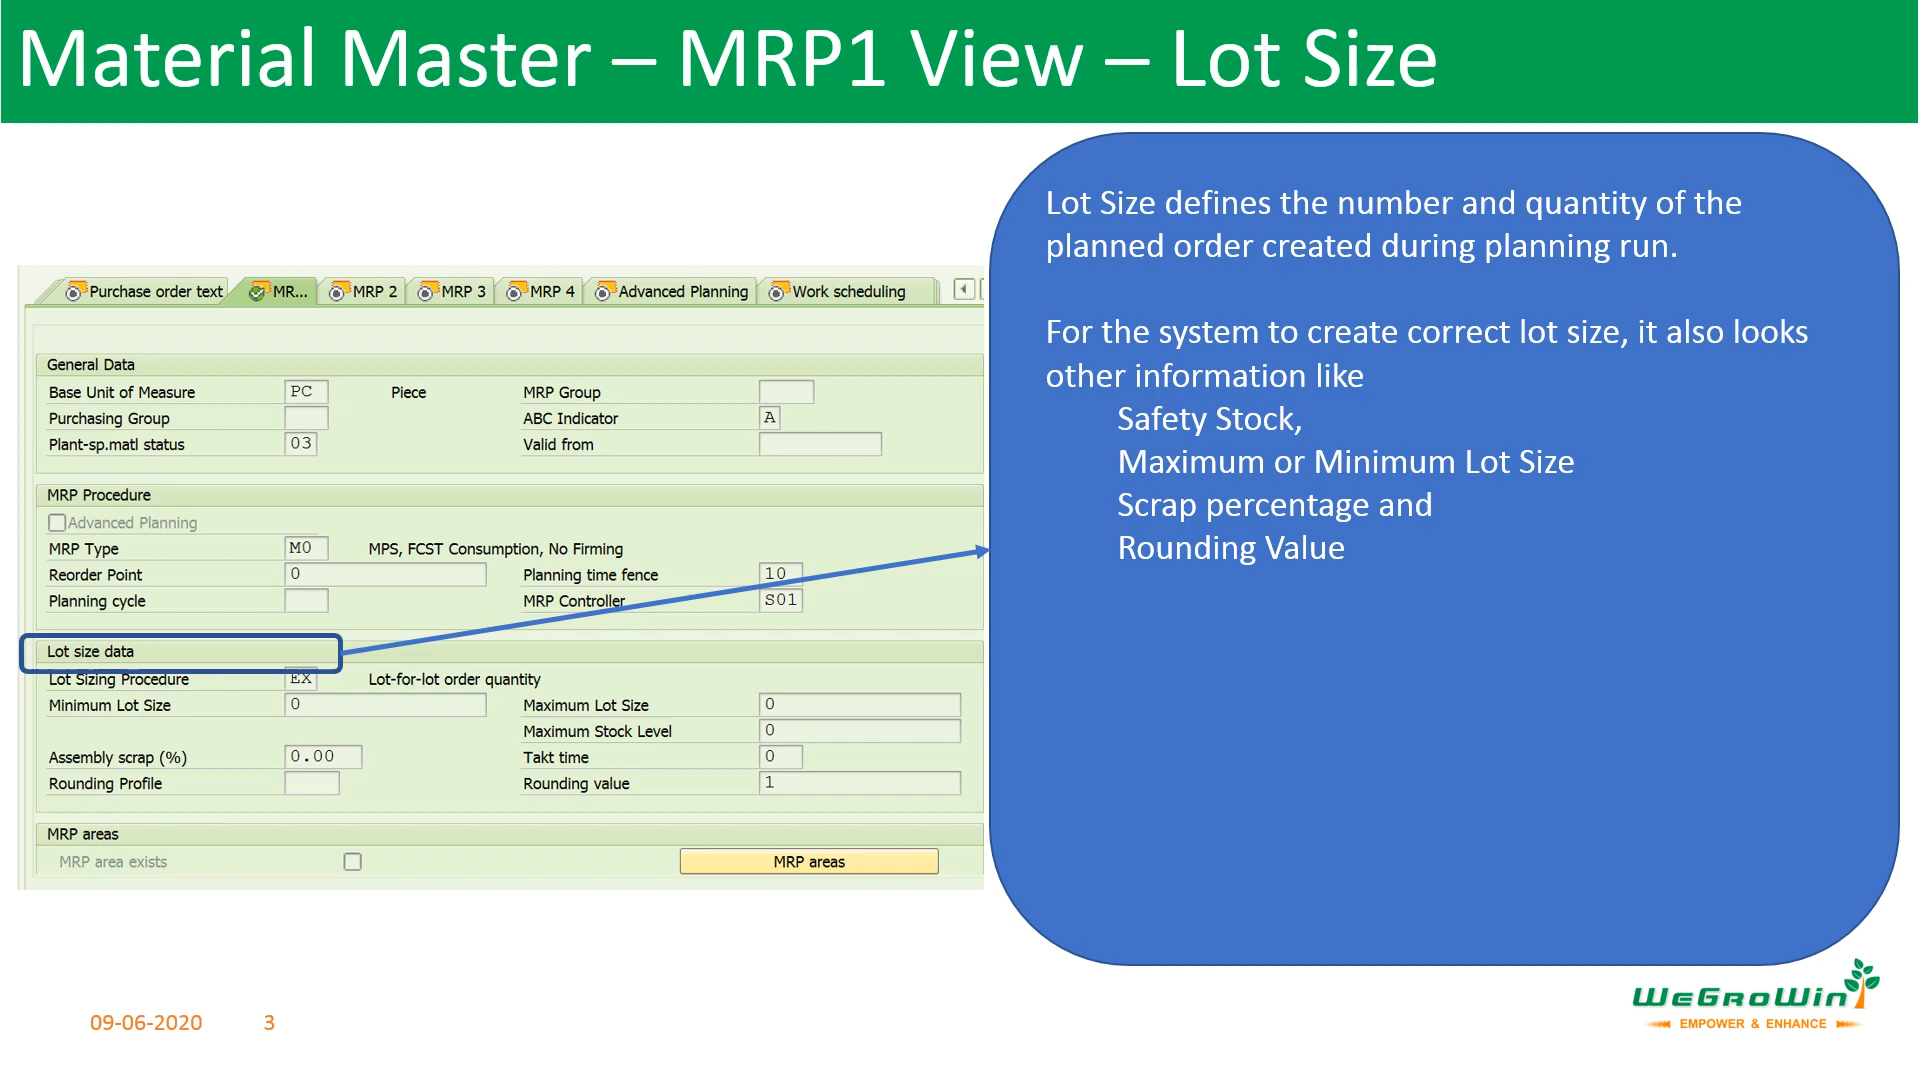 Material Master – MRP1 View – Lot Size
Purchase order text MR... MRP 2 MRP 3 MRP 4 Advanced Planning Work scheduling
General Data
Base Unit of Measure PC Piece MRP Group
Purchasing Group ABC Indicator A
Plant-sp.matl status 03 Valid from
MRP Procedure
Advanced Planning
MRP Type M0 MPS, FCST Consumption, No Firming
Reorder Point 0 Planning time fence 10
Planning cycle MRP Controller S01
Lot size data
Lot Sizing Procedure EX Lot-for-lot order quantity
Minimum Lot Size 0 Maximum Lot Size 0
Maximum Stock Level 0
Assembly scrap (%) 0.00 Takt time 0
Rounding Profile Rounding value 1
MRP areas
MRP area exists MRP areas
Lot Size defines the number and quantity of the
planned order created during planning run.
For the system to create correct lot size, it also looks
other information like
Safety Stock,
Maximum or Minimum Lot Size
Scrap percentage and
Rounding Value
WeGroWin
EMPOWER & ENHANCE
09-06-2020 3